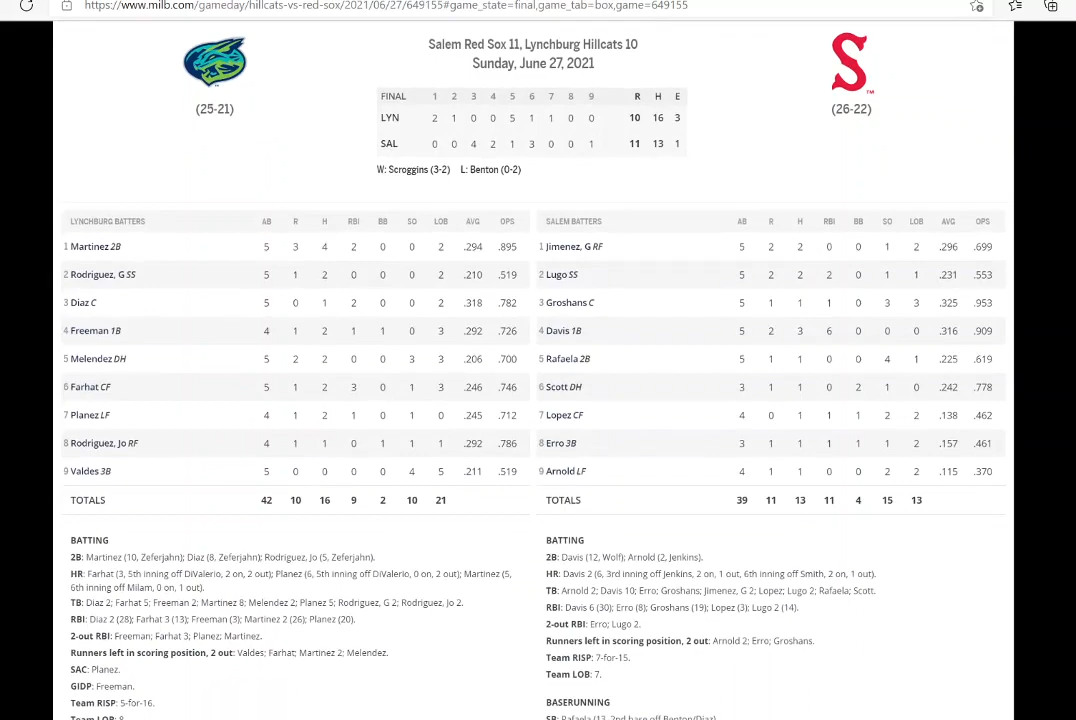 https://www.milb.com/gameday/hillcats-vs-red-sox/2021/06/27/649155#game_state=final,game_tab=box,game=649155
Salem Red Sox 11, Lynchburg Hillcats 10
Sunday, June 27, 2021
(25-21)
(26-22)
S
TM
FINAL 1 2 3 4 5 6 7 8 9 R H E
LYN 2 1 0 0 5 1 1 0 0 10 16 3
SAL 0 0 4 2 1 3 0 0 1 11 13 1
W: Scroggins (3-2) L: Benton (0-2)
LYNCHBURG BATTERS AB R H RBI BB SO LOB AVG OPS
1 Martinez 2B 5 3 4 2 0 0 2 .294 .895
2 Rodriguez, G SS 5 1 2 0 0 0 2 .210 .519
3 Diaz C 5 0 1 2 0 0 2 .318 .782
4 Freeman 1B 4 1 2 1 1 0 3 .292 .726
5 Melendez DH 5 2 2 0 0 3 3 .206 .700
6 Farhat CF 5 1 2 3 0 1 3 .246 .746
7 Planez LF 4 1 2 1 0 1 0 .245 .712
8 Rodriguez, Jo RF 4 1 1 0 1 1 1 .292 .786
9 Valdes 3B 5 0 0 0 0 4 5 .211 .519
TOTALS 42 10 16 9 2 10 21
BATTING
2B: Martinez (10, Zeferjahn); Diaz (8, Zeferjahn); Rodriguez, Jo (5, Zeferjahn).
HR: Farhat (3, 5th inning off DiValerio, 2 on, 2 out); Planez (6, 5th inning off DiValerio, 0 on, 2 out); Martinez (5,
6th inning off Milam, 0 on, 1 out).
TB: Diaz 2; Farhat 5; Freeman 2; Martinez 8; Melendez 2; Planez 5; Rodriguez, G 2; Rodriguez, Jo 2.
RBI: Diaz 2 (28); Farhat 3 (13); Freeman (3); Martinez 2 (26); Planez (20).
2-out RBI: Freeman; Farhat 3; Planez; Martinez.
Runners left in scoring position, 2 out: Valdes; Farhat; Martinez 2; Melendez.
SAC: Planez.
GIDP: Freeman.
Team RISP: 5-for-16.
Team LOB: 8.
SALEM BATTERS AB R H RBI BB SO LOB AVG OPS
1 Jimenez, G RF 5 2 2 0 0 1 2 .296 .699
2 Lugo SS 5 2 2 2 0 1 1 .231 .553
3 Groshans C 5 1 1 1 0 3 3 .325 .953
4 Davis 1B 5 2 3 6 0 0 0 .316 .909
5 Rafaela 2B 5 1 1 0 0 4 1 .225 .619
6 Scott DH 3 1 1 0 2 1 0 .242 .778
7 Lopez CF 4 0 1 1 1 2 2 .138 .462
8 Erro 3B 3 1 1 1 1 1 2 .157 .461
9 Arnold LF 4 1 1 0 0 2 2 .115 .370
TOTALS 39 11 13 11 4 15 13
BATTING
2B: Davis (12, Wolf); Arnold (2, Jenkins).
HR: Davis 2 (6, 3rd inning off Jenkins, 2 on, 1 out, 6th inning off Smith, 2 on, 1 out).
TB: Arnold 2; Davis 10; Erro; Groshans; Jimenez, G 2; Lopez; Lugo 2; Rafaela; Scott.
RBI: Davis 6 (30); Erro (8); Groshans (19); Lopez (3); Lugo 2 (14).
2-out RBI: Erro; Lugo 2.
Runners left in scoring position, 2 out: Arnold 2; Erro; Groshans.
Team RISP: 7-for-15.
Team LOB: 7.
BASERUNNING
SB: Rafaela (13, 2nd base off Benton/Diaz).